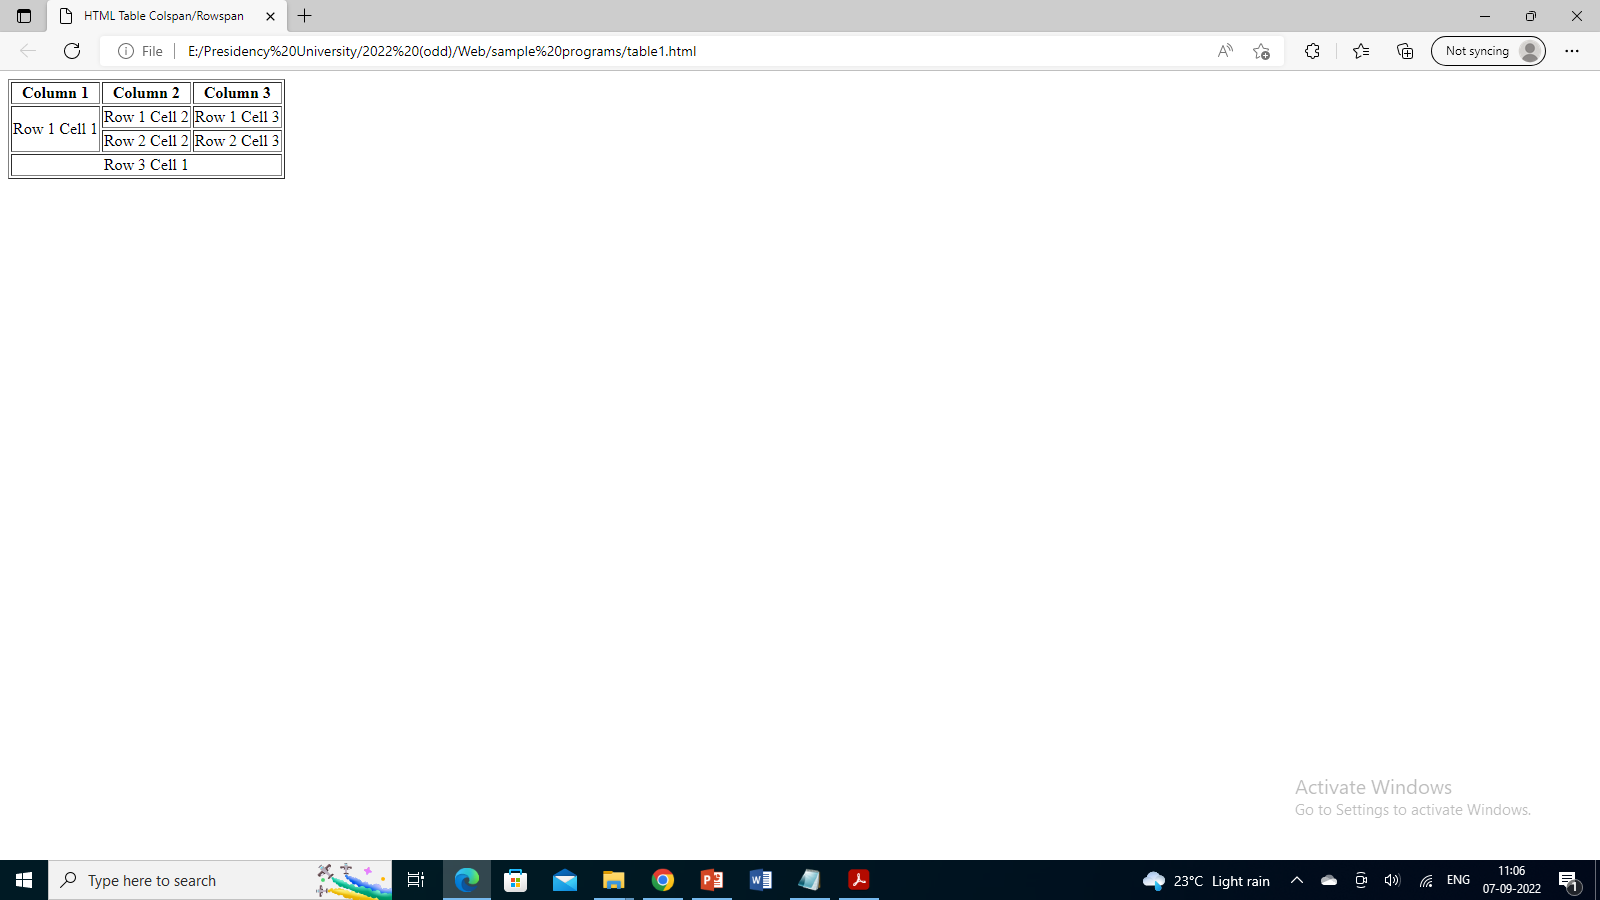 HTML Table Colspan/Rowspan
File
E:/Presidency%20University/2022%20(odd)/Web/sample%20programs/table1.html
Not syncing
Column 1 Column 2 Column 3
Row 1 Cell 1 Row 1 Cell 2 Row 1 Cell 3
Row 2 Cell 2 Row 2 Cell 3
Row 3 Cell 1
Activate Windows
Go to Settings to activate Windows.
Type here to search
23°C Light rain
ENG
11:06
07-09-2022
1